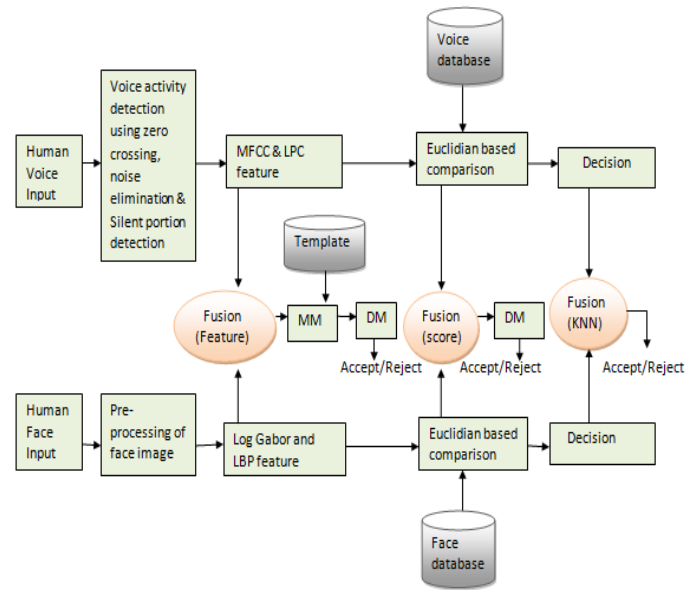 Voice
database
Human
Voice
Input
Voice activity
detection
using zero
crossing,
noise
elimination &
Silent portion
detection
MFCC & LPC
feature
Euclidian based
comparison
Decision
Template
Fusion
(Feature)
MM
DM
Accept/Reject
Fusion
(score)
DM
Accept/Reject
Fusion
(KNN)
Accept/Reject
Human
Face
Input
Pre-
processing of
face image
Log Gabor and
LBP feature
Euclidian based
comparison
Decision
Face
database